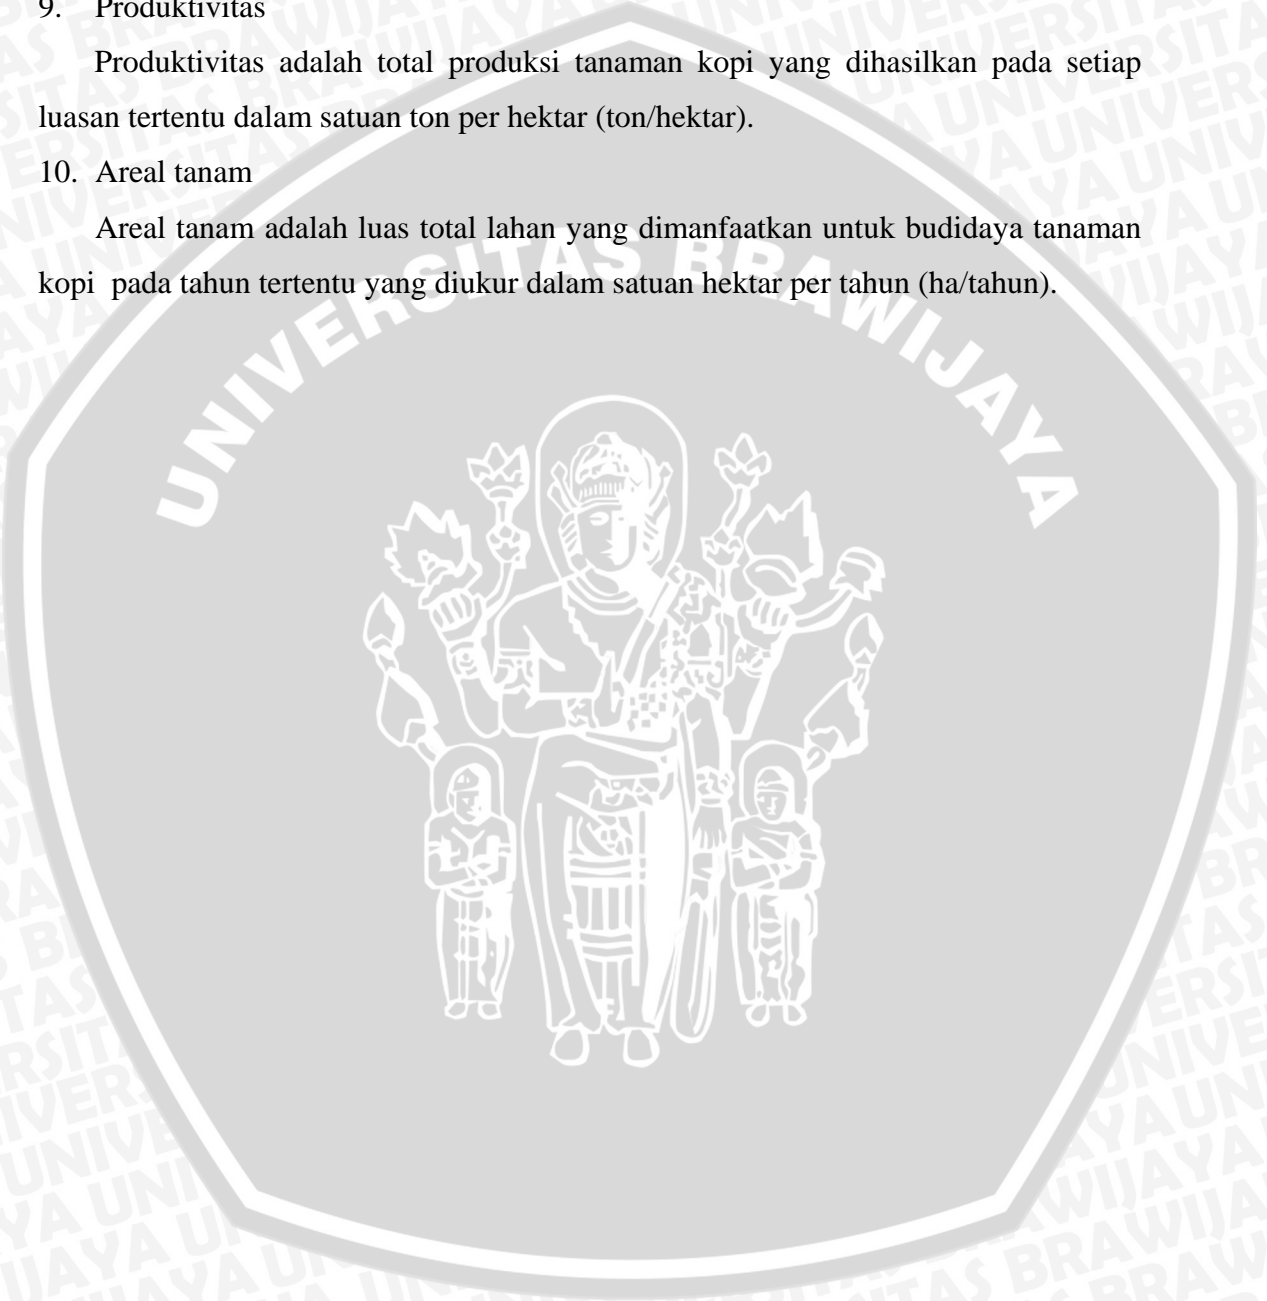 9. Produktivitas
Produktivitas adalah total produksi tanaman kopi yang dihasilkan pada setiap
luasan tertentu dalam satuan ton per hektar (ton/hektar).
10. Areal tanam
Areal tanam adalah luas total lahan yang dimanfaatkan untuk budidaya tanaman
kopi pada tahun tertentu yang diukur dalam satuan hektar per tahun (ha/tahun).
UNIVERSITAS BRAWIJAYA